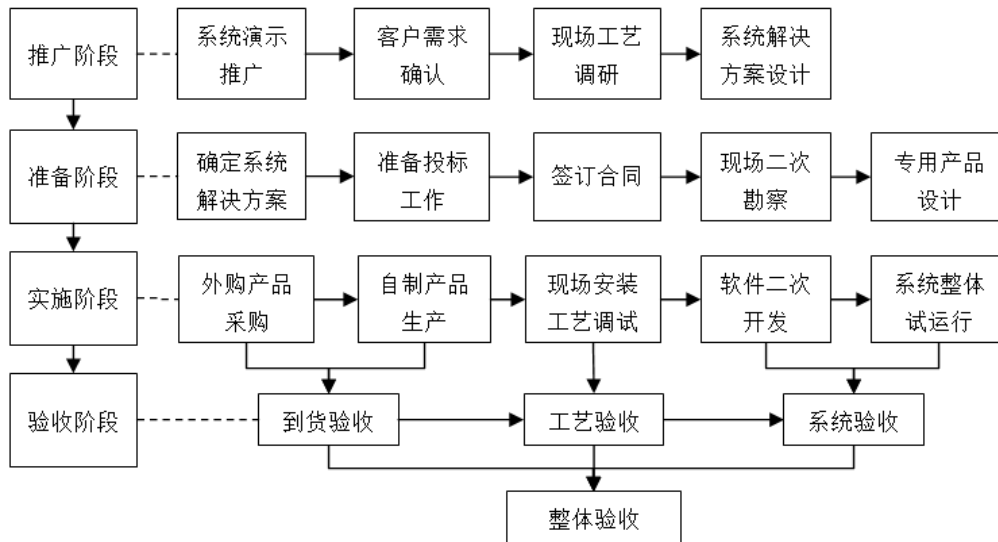 推广阶段
系统演示
推广
客户需求
确认
现场工艺
调研
系统解决
方案设计
准备阶段
确定系统
解决方案
准备投标
工作
签订合同
现场二次
勘察
专用产品
设计
实施阶段
外购产品
采购
自制产品
生产
现场安装
工艺调试
软件二次
开发
系统整体
试运行
验收阶段
到货验收
工艺验收
系统验收
整体验收